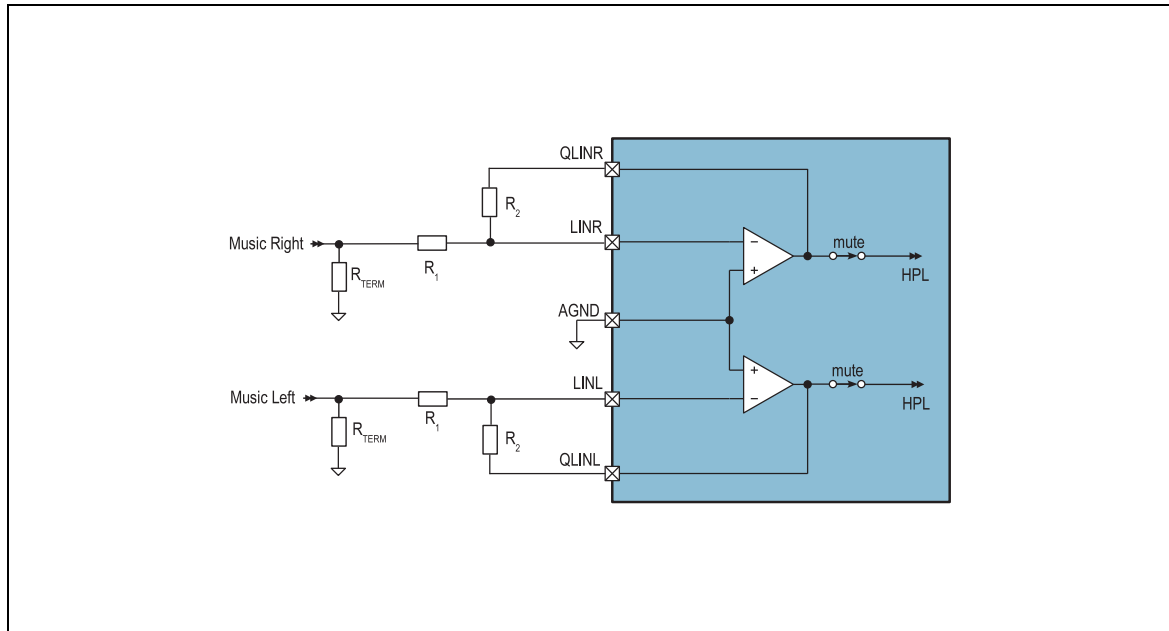 QLINR
R2
LINR
mute
Music Right
R1
HPL
RTERM
AGND
LINL
mute
Music Left
HPL
R1
RTERM
R2
QLINL